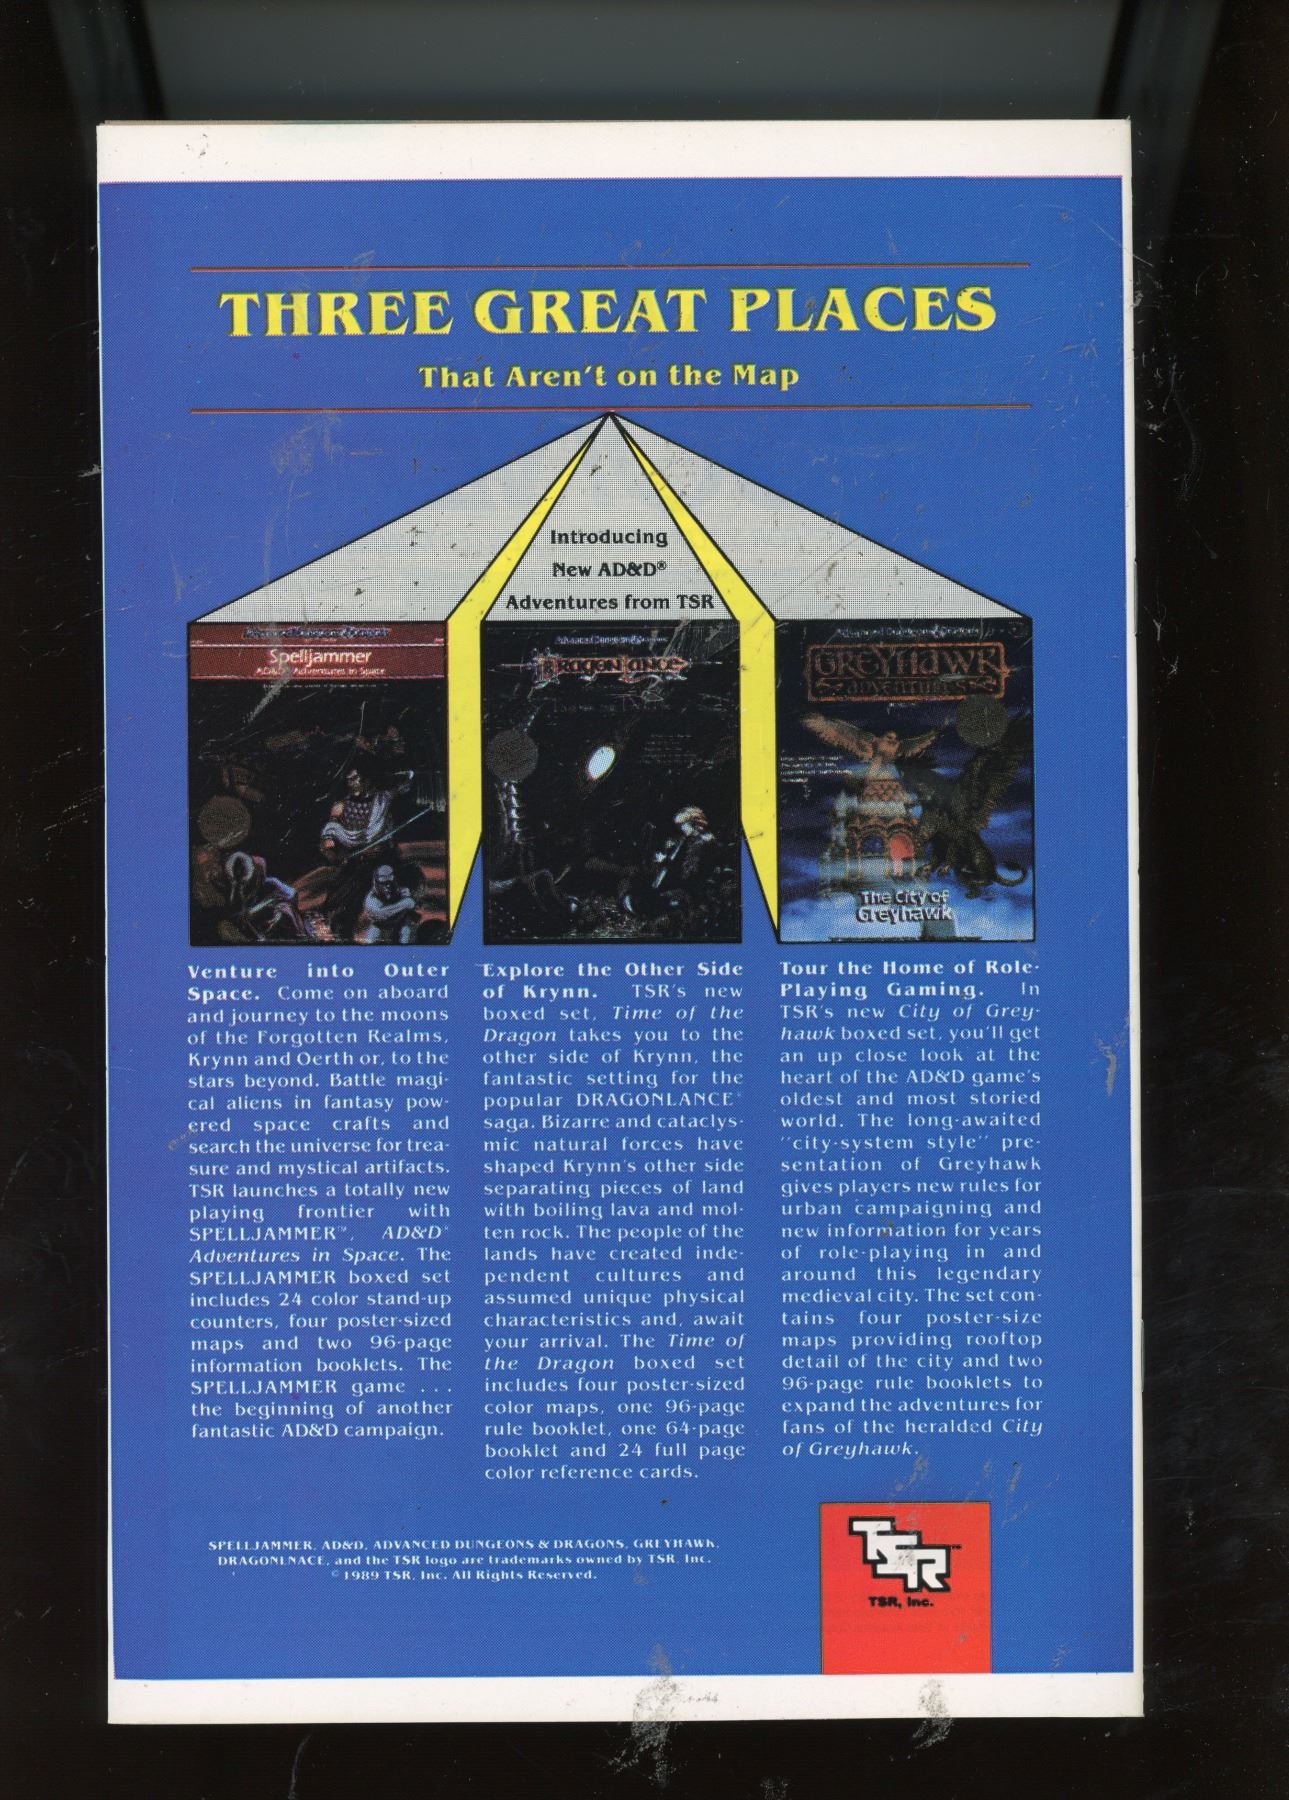 THREE GREAT PLACES
That Aren't on the Map
Introducing
New AD&D®
Adventures from TSR
Advanced Dungeons & Dragons
Spelljammer
AD&D Adventures in Space
Advanced Dungeons & Dragons
DRAGONLANCE
Advanced Dungeons & Dragons
GREYHAWK
ADVENTURES
The City of
Greyhawk
Venture into Outer
Space. Come on aboard
and journey to the moons
of the Forgotten Realms,
Krynn and Oerth or, to the
stars beyond. Battle magi-
cal aliens in fantasy pow-
ered space crafts and
search the universe for trea-
sure and mystical artifacts.
TSR launches a totally new
playing frontier with
SPELLJAMMER™, AD&D®
Adventures in Space. The
SPELLJAMMER boxed set
includes 24 color stand-up
counters, four poster-sized
maps and two 96-page
information booklets. The
SPELLJAMMER game . . .
the beginning of another
fantastic AD&D campaign.
Explore the Other Side
of Krynn. TSR's new
boxed set, Time of the
Dragon takes you to the
other side of Krynn, the
fantastic setting for the
popular DRAGONLANCE®
saga. Bizarre and cataclys-
mic natural forces have
shaped Krynn's other side
separating pieces of land
with boiling lava and mol-
ten rock. The people of the
lands have created inde-
pendent cultures and
assumed unique physical
characteristics and, await
your arrival. The Time of
the Dragon boxed set
includes four poster-sized
color maps, one 96-page
rule booklet, one 64-page
booklet and 24 full page
color reference cards.
Tour the Home of Role-
Playing Gaming. In
TSR's new City of Grey-
hawk boxed set, you'll get
an up close look at the
heart of the AD&D game's
oldest and most storied
world. The long-awaited
"city-system style" pre-
sentation of Greyhawk
gives players new rules for
urban campaigning and
new information for years
of role-playing in and
around this legendary
medieval city. The set con-
tains four poster-size
maps providing rooftop
detail of the city and two
96-page rule booklets to
expand the adventures for
fans of the heralded City
of Greyhawk.
SPELLJAMMER, AD&D, ADVANCED DUNGEONS & DRAGONS, GREYHAWK,
DRAGONLNACE, and the TSR logo are trademarks owned by TSR, Inc.
©1989 TSR, Inc. All Rights Reserved.
TSR
TSR, Inc.